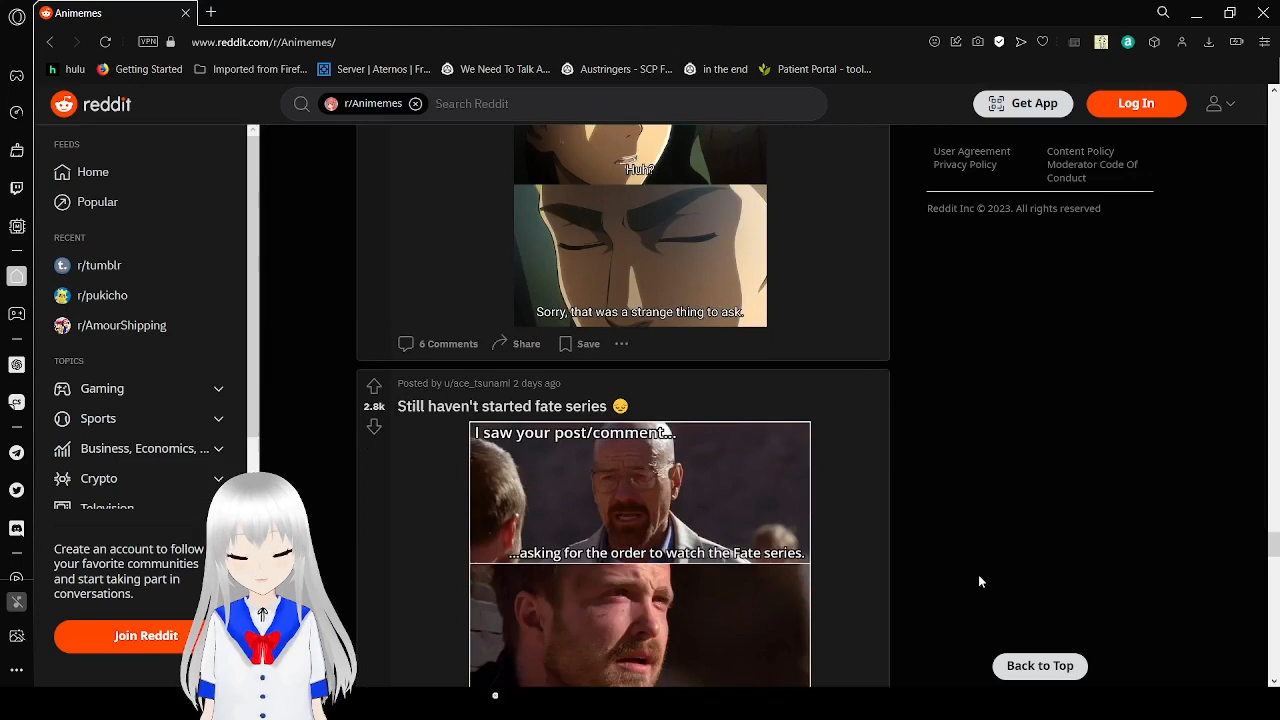 Animemes
VPN
www.reddit.com/r/Animemes/
hulu
Getting Started
Imported from Firef...
Server | Aternos | Fr...
We Need To Talk A...
Austringers - SCP F...
in the end
Patient Portal - tool...
reddit
r/Animemes
Search Reddit
Get App
Log In
FEEDS
Home
Popular
RECENT
r/tumblr
r/pukicho
r/AmourShipping
TOPICS
Gaming
Sports
Business, Economics, ...
Crypto
Television
Create an account to follow
your favorite communities
and start taking part in
conversations.
Join Reddit
Huh?
Sorry, that was a strange thing to ask.
6 Comments
Share
Save
2.8k
Posted by u/ace_tsunami 2 days ago
Still haven't started fate series 😔
I saw your post/comment...
...asking for the order to watch the Fate series.
User Agreement
Privacy Policy
Content Policy
Moderator Code Of
Conduct
Reddit Inc © 2023. All rights reserved
Back to Top